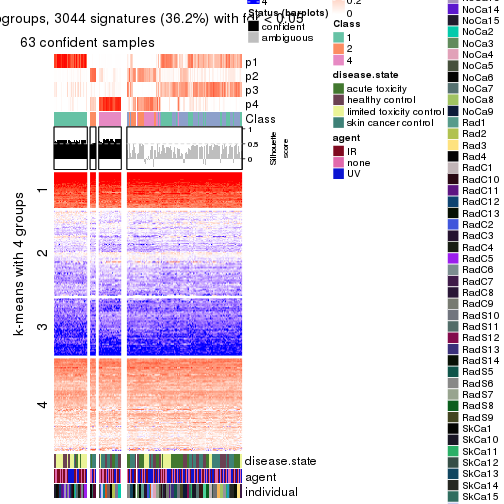 groups, 3044 signatures (36.2%) with fdr < 0.05
63 confident samples
p1
p2
p3
p4
Class
1
0.5
0
Silhouette
score
k-means with 4 groups
1
2
3
4
disease.state
agent
individual
4
Status (barplots)
confident
ambiguous
0.2
Class
1
2
4
disease.state
acute toxicity
healthy control
limited toxicity control
skin cancer control
agent
IR
none
UV
NoCa14
NoCa15
NoCa2
NoCa3
NoCa4
NoCa5
NoCa6
NoCa7
NoCa8
NoCa9
Rad1
Rad2
Rad3
Rad4
RadC1
RadC10
RadC11
RadC12
RadC13
RadC2
RadC3
RadC4
RadC5
RadC6
RadC7
RadC8
RadC9
RadS10
RadS11
RadS12
RadS13
RadS14
RadS5
RadS6
RadS7
RadS8
RadS9
SkCa1
SkCa10
SkCa11
SkCa12
SkCa13
SkCa14
SkCa15